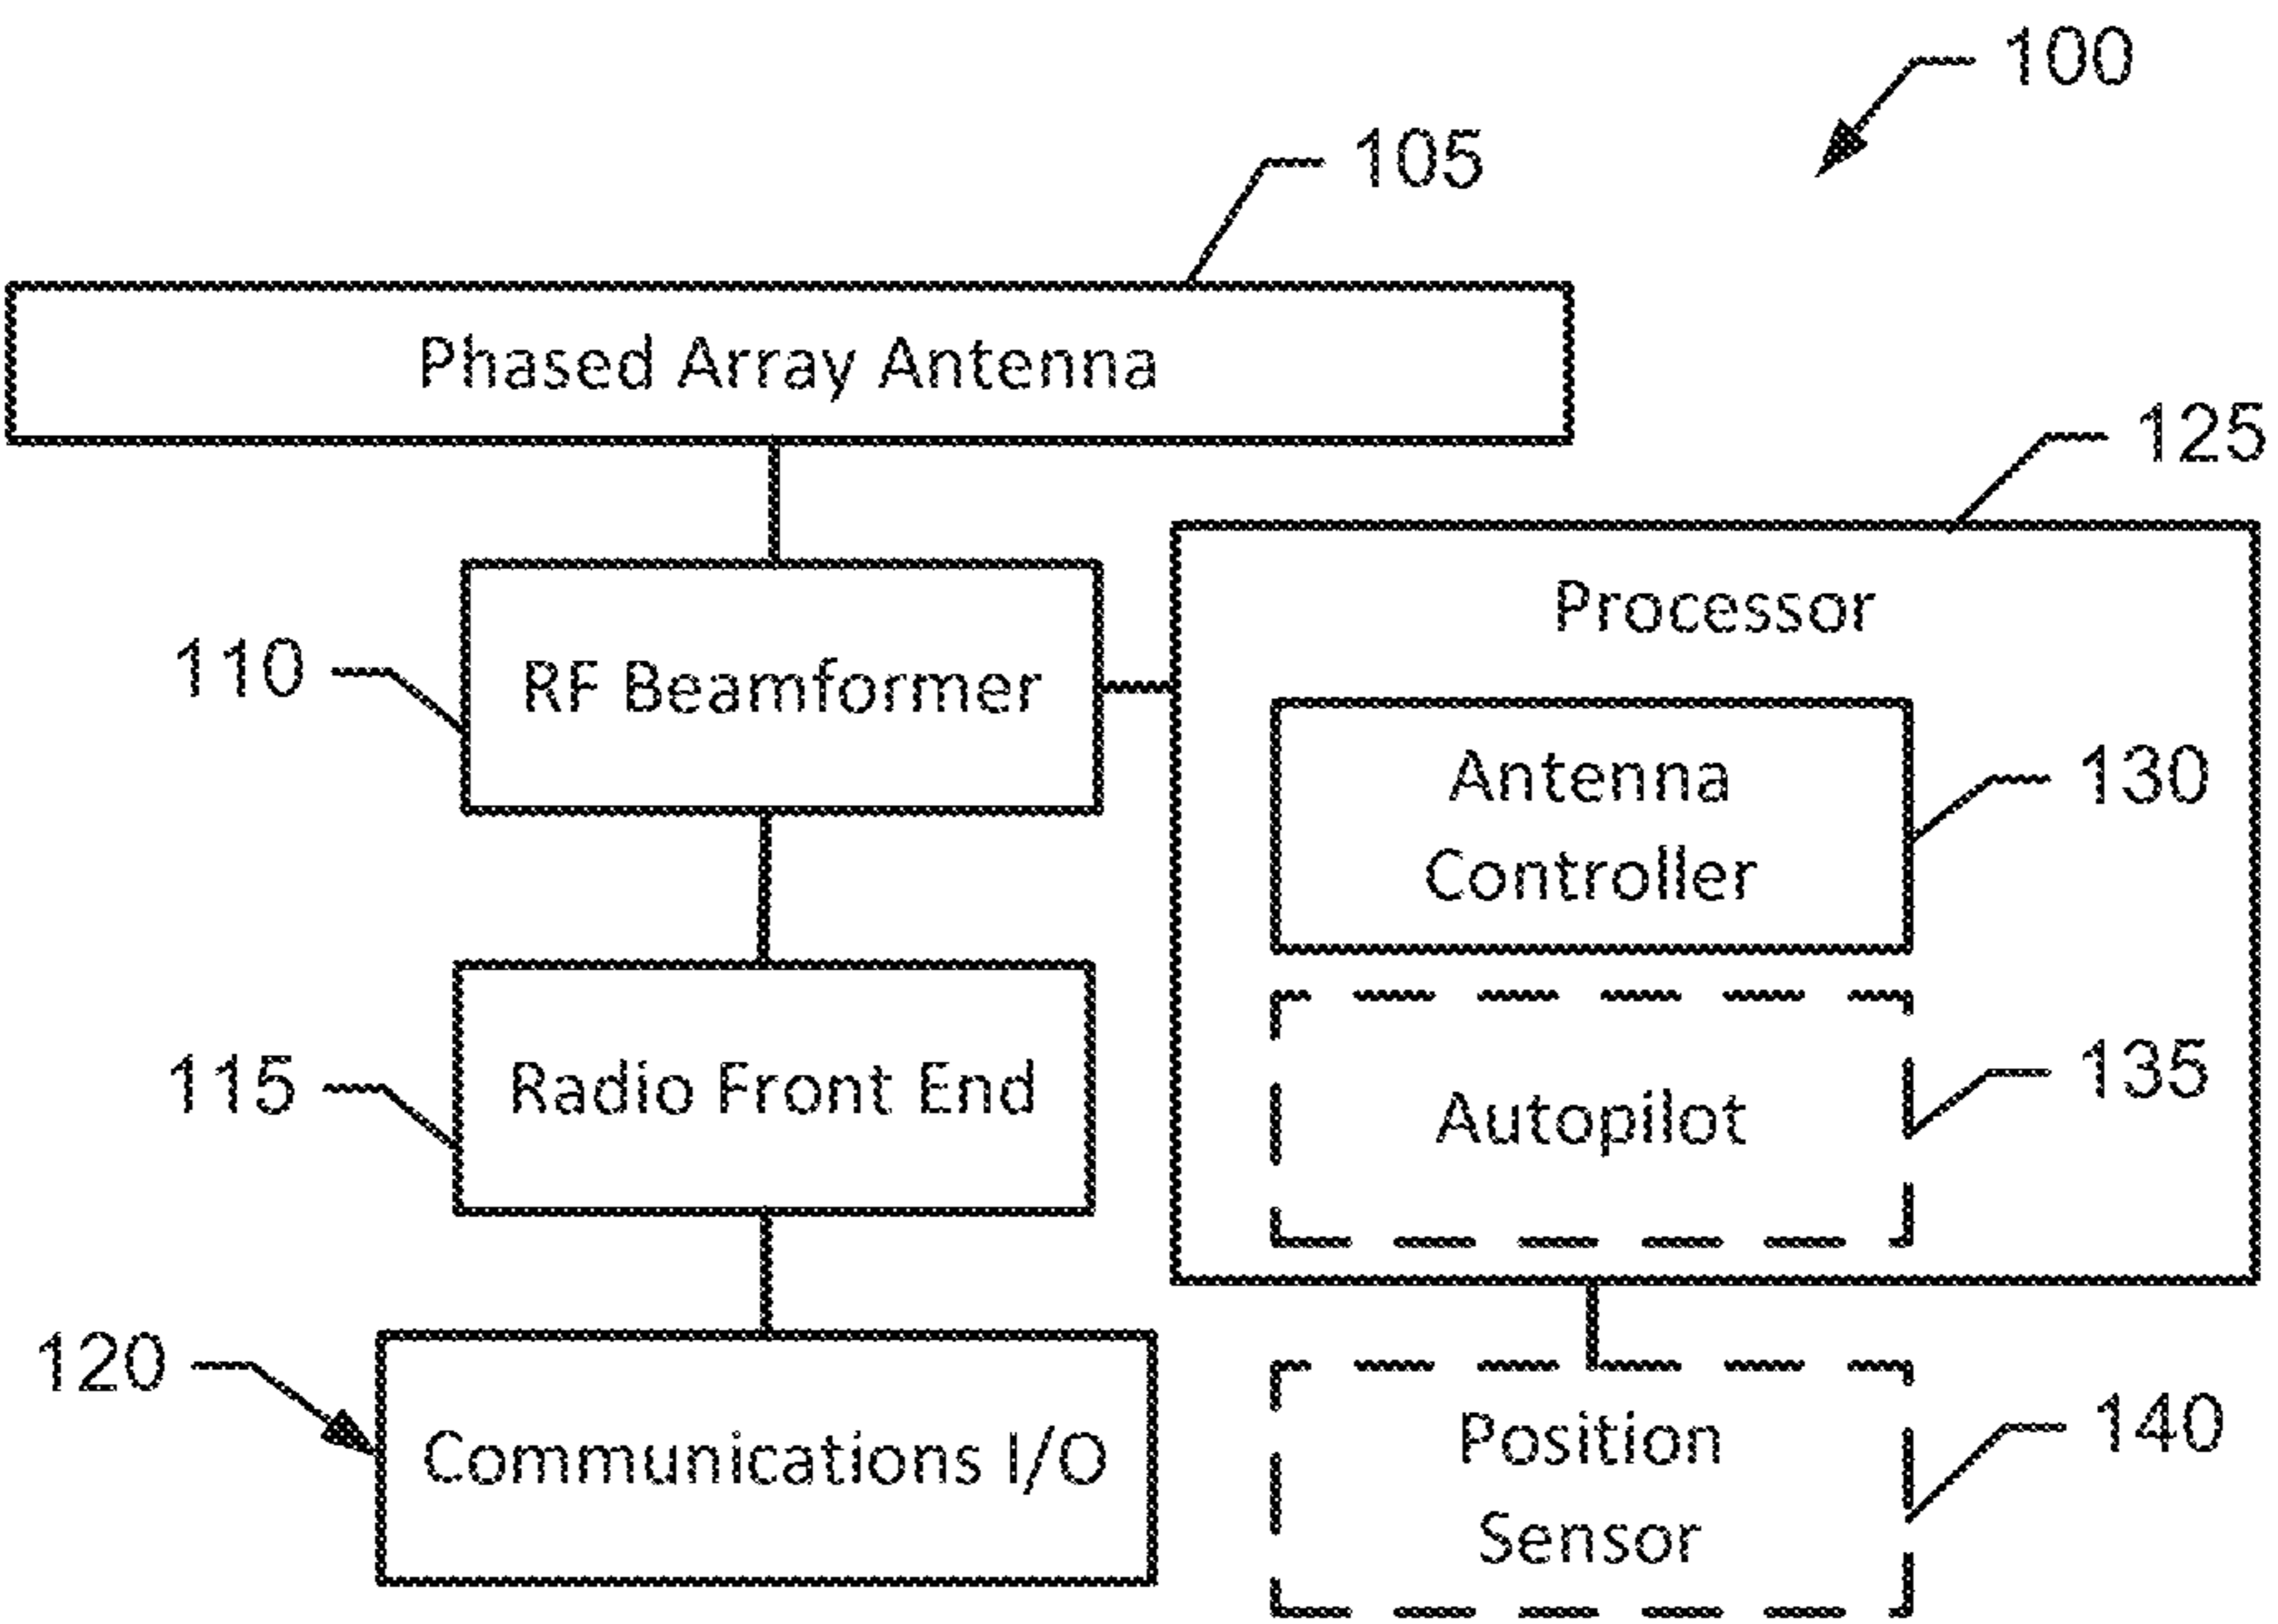 100
105
Phased Array Antenna
125
Processor
110
RF Beamformer
Antenna
Controller
130
115
Radio Front End
Autopilot
135
120
Communications I/O
Position
Sensor
140